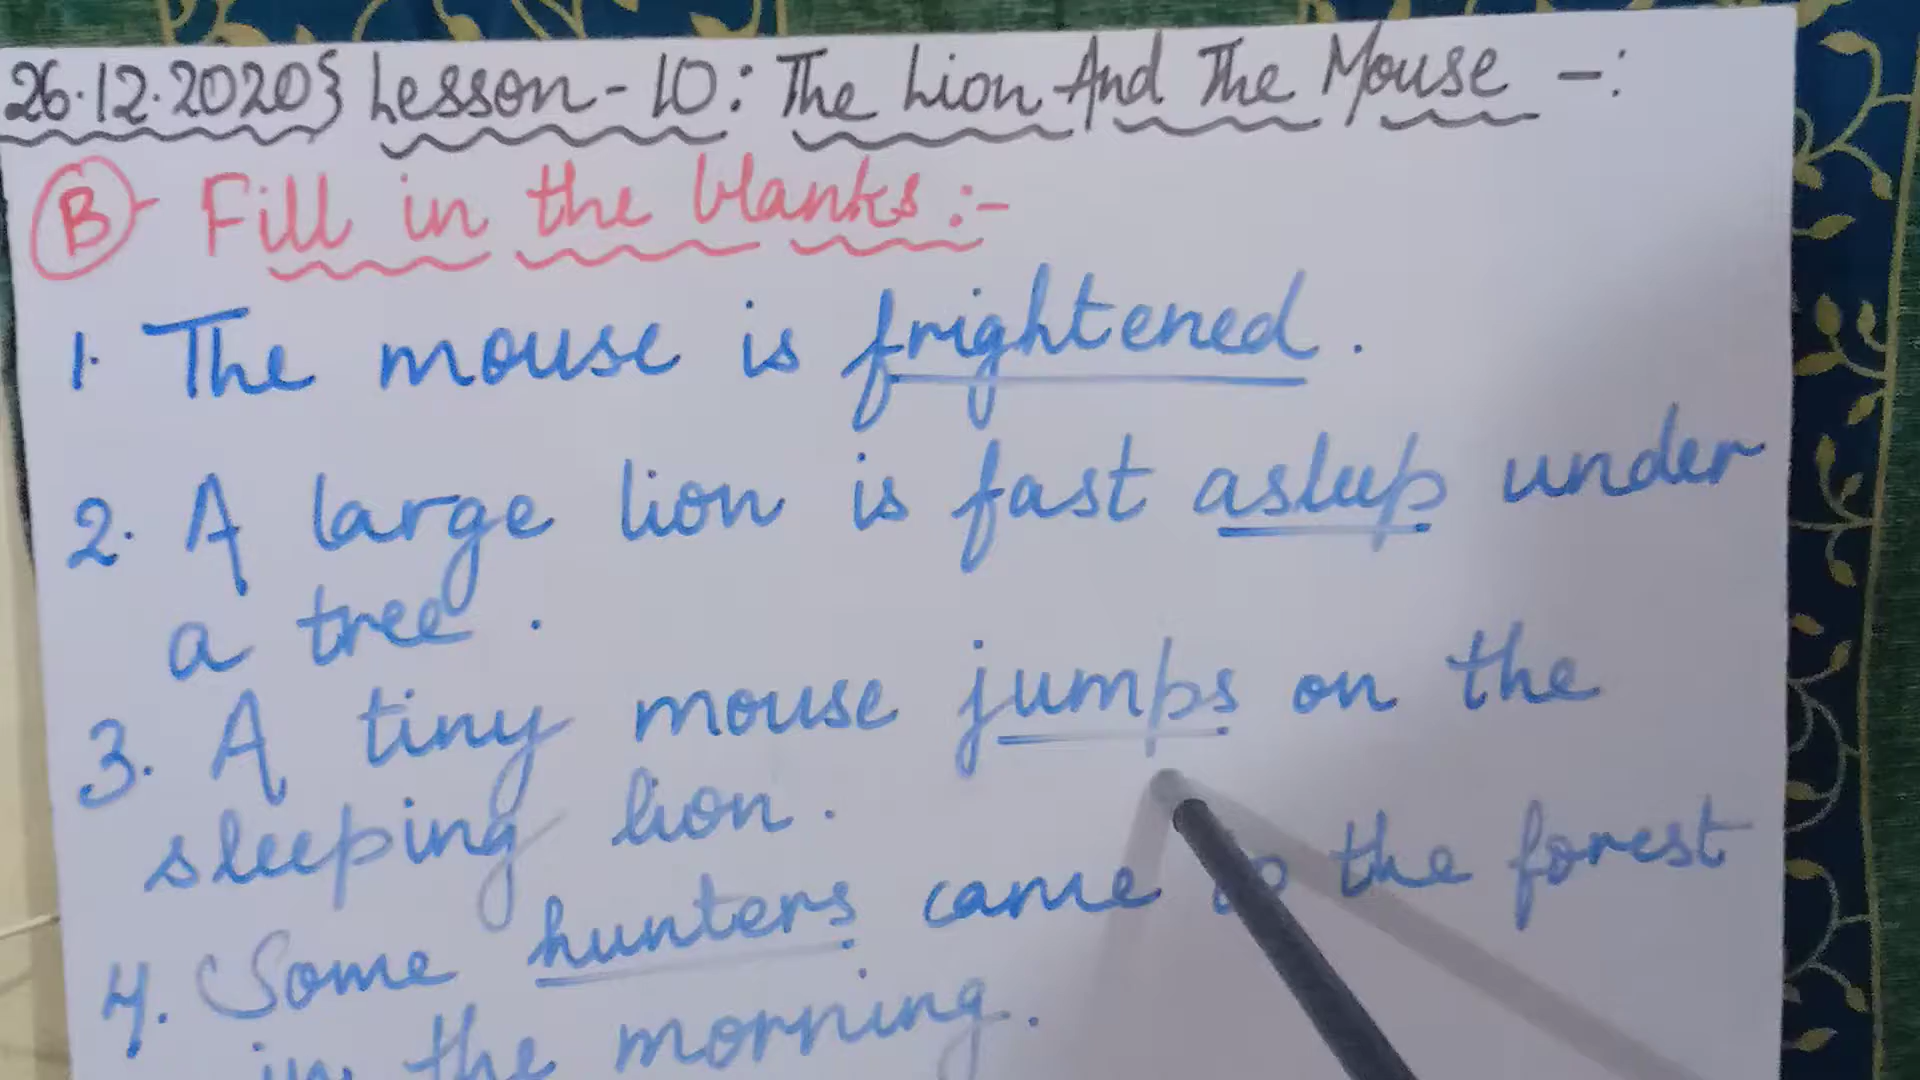 26.12.2020} Lesson-10: The Lion And The Mouse -:
B- Fill in the blanks:-
1. The mouse is frightened.
2. A large lion is fast asleep under
a tree.
3. A tiny mouse jumps on the
sleeping lion.
4. Some hunters came to the forest
in the morning.